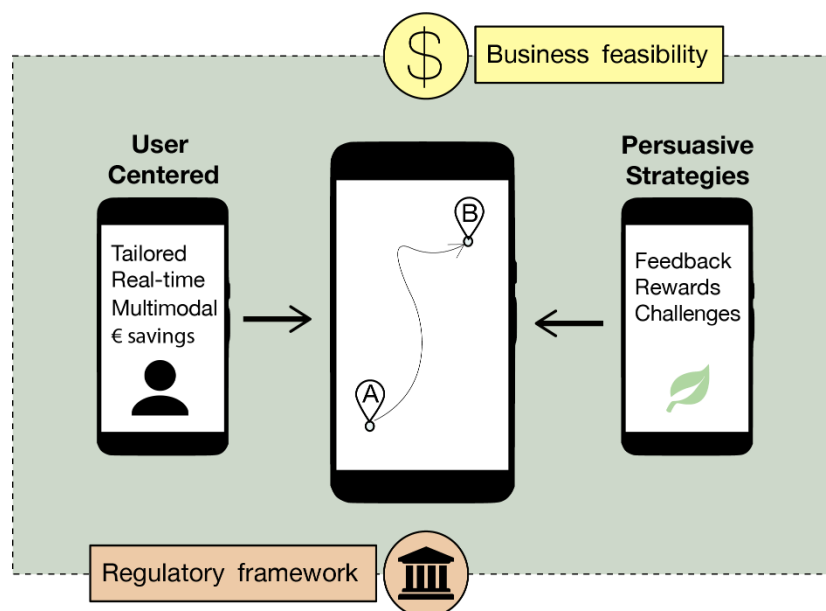 $
Business feasibility
User
Centered
Tailored
Real-time
Multimodal
€ savings
B
A
Persuasive
Strategies
Feedback
Rewards
Challenges
Regulatory framework